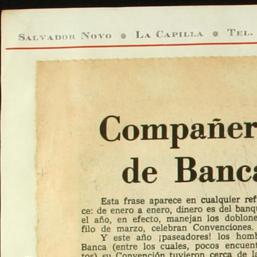 SALVADOR NOVO ● LA CAPILLA ● TEL.
Compañer
de Banca
Esta frase aparece en cualquier ref
ce: de enero a enero, dinero es del banqu
el año, en efecto, manejan los doblone
filo de marzo, celebran Convenciones.
Y este año ¡paseadores! los homb
Banca (entre los cuales, pocos encuent
tos) su Convención tuvieron cerca de la